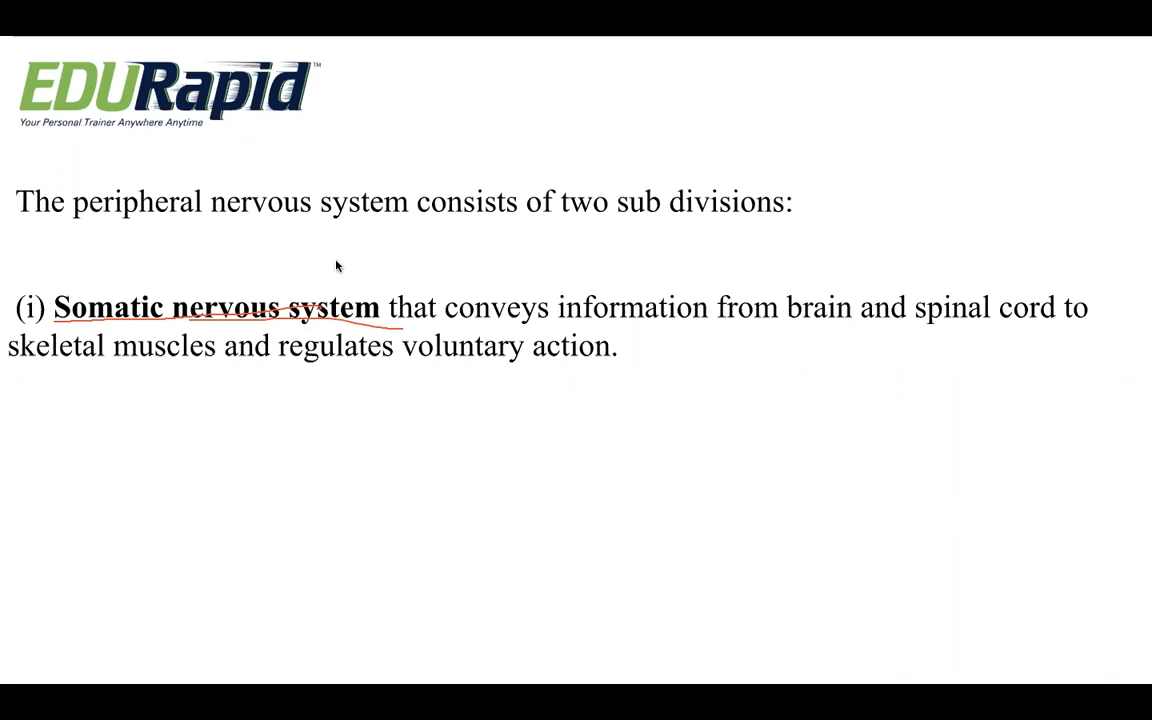 EDURapid™
Your Personal Trainer Anywhere Anytime
The peripheral nervous system consists of two sub divisions:
(i) Somatic nervous system that conveys information from brain and spinal cord to
skeletal muscles and regulates voluntary action.